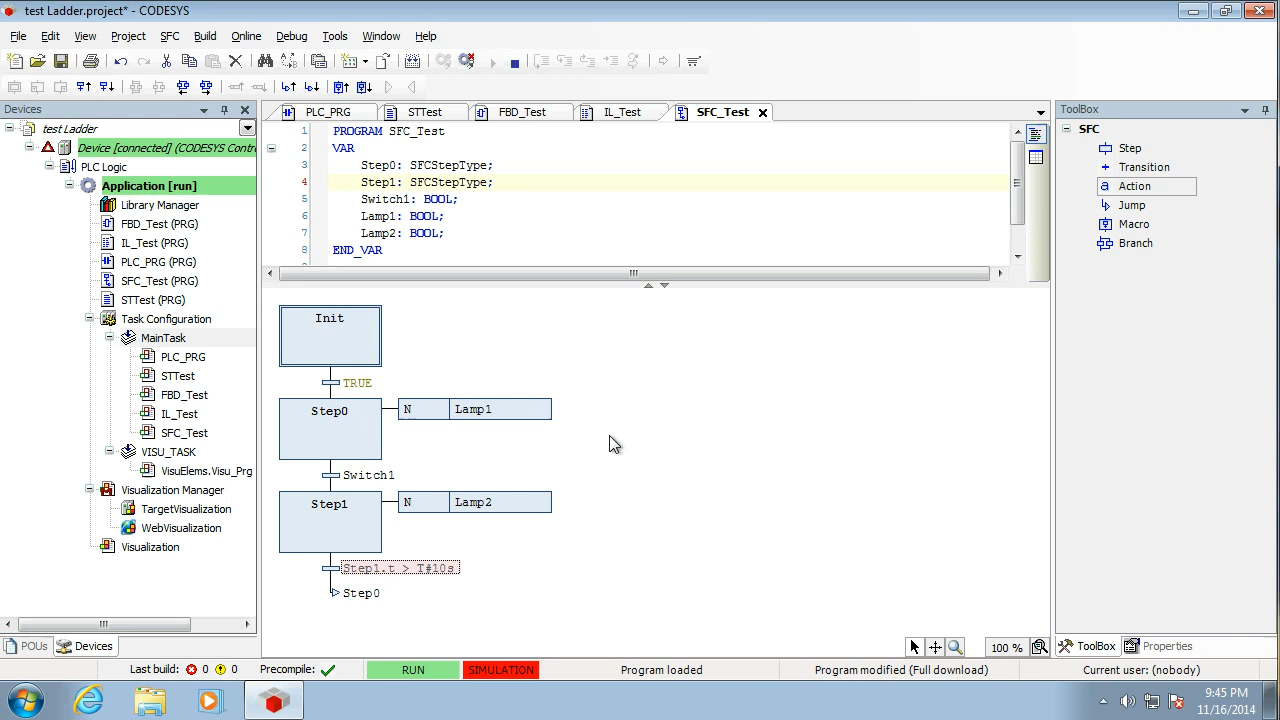 test Ladder.project* - CODESYS
File Edit View Project SFC Build Online Debug Tools Window Help
Devices
test Ladder
Device [connected] (CODESYS Contr
PLC Logic
Application [run]
Library Manager
FBD_Test (PRG)
IL_Test (PRG)
PLC_PRG (PRG)
SFC_Test (PRG)
STTest (PRG)
Task Configuration
MainTask
PLC_PRG
STTest
FBD_Test
IL_Test
SFC_Test
VISU_TASK
VisuElems.Visu_Prg
Visualization Manager
TargetVisualization
WebVisualization
Visualization
POUs Devices
PLC_PRG STTest FBD_Test IL_Test SFC_Test
1 PROGRAM SFC_Test
2 VAR
3 Step0: SFCStepType;
4 Step1: SFCStepType;
5 Switch1: BOOL;
6 Lamp1: BOOL;
7 Lamp2: BOOL;
8 END_VAR
Init
TRUE
Step0 N Lamp1
Switch1
Step1 N Lamp2
Step1.t > T#10s
Step0
100 %
ToolBox
SFC
Step
Transition
Action
Jump
Macro
Branch
ToolBox Properties
Last build: 0 0 Precompile: RUN SIMULATION Program loaded Program modified (Full download) Current user: (nobody)
9:45 PM
11/16/2014